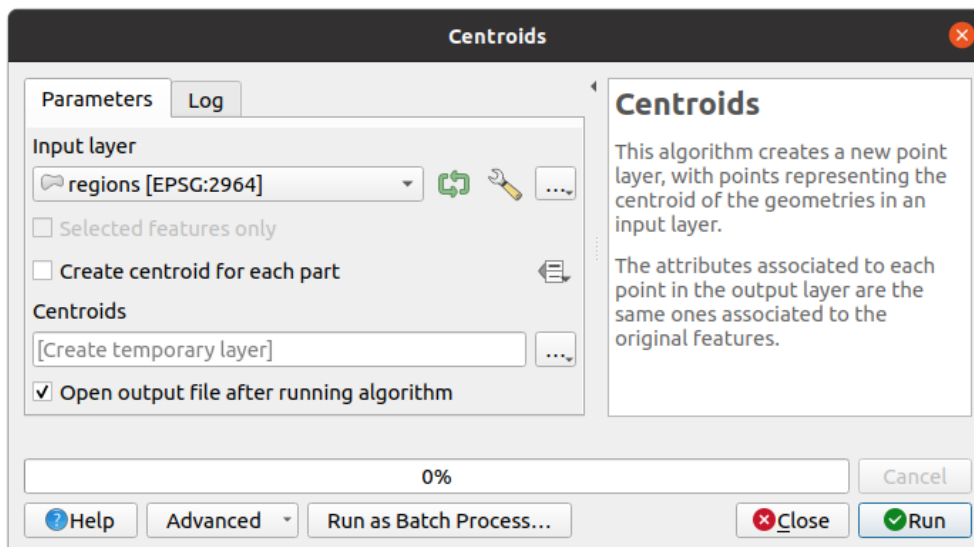 Centroids
Parameters
Log
Input layer
regions [EPSG:2964]
...
Selected features only
Create centroid for each part
Centroids
[Create temporary layer]
...
Open output file after running algorithm
Centroids
This algorithm creates a new point
layer, with points representing the
centroid of the geometries in an
input layer.
The attributes associated to each
point in the output layer are the
same ones associated to the
original features.
0%
Cancel
Help
Advanced
Run as Batch Process...
Close
Run